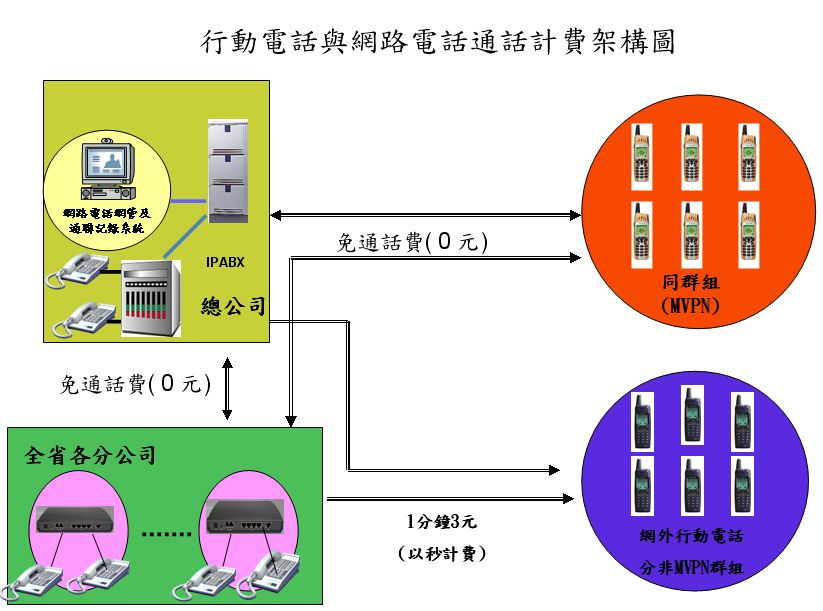 行動電話與網路電話通話計費架構圖
網路電話網管及
通聯記錄系統
IPABX
總公司
免通話費(０元)
同群組
(MVPN)
免通話費(０元)
全省各分公司
.......
1分鐘3元
(以秒計費)
網外行動電話
分非MVPN群組